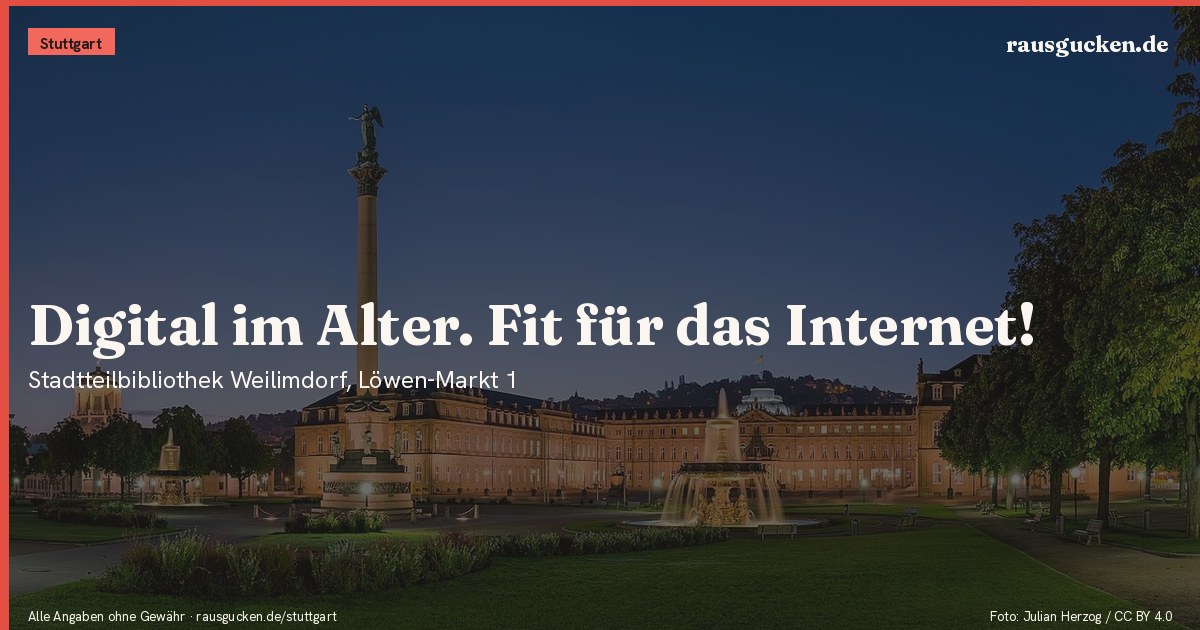 Stuttgart
rausgucken.de
Digital im Alter. Fit für das Internet!
Stadtteilbibliothek Weilimdorf, Löwen-Markt 1
Alle Angaben ohne Gewähr · rausgucken.de/stuttgart
Foto: Julian Herzog / CC BY 4.0